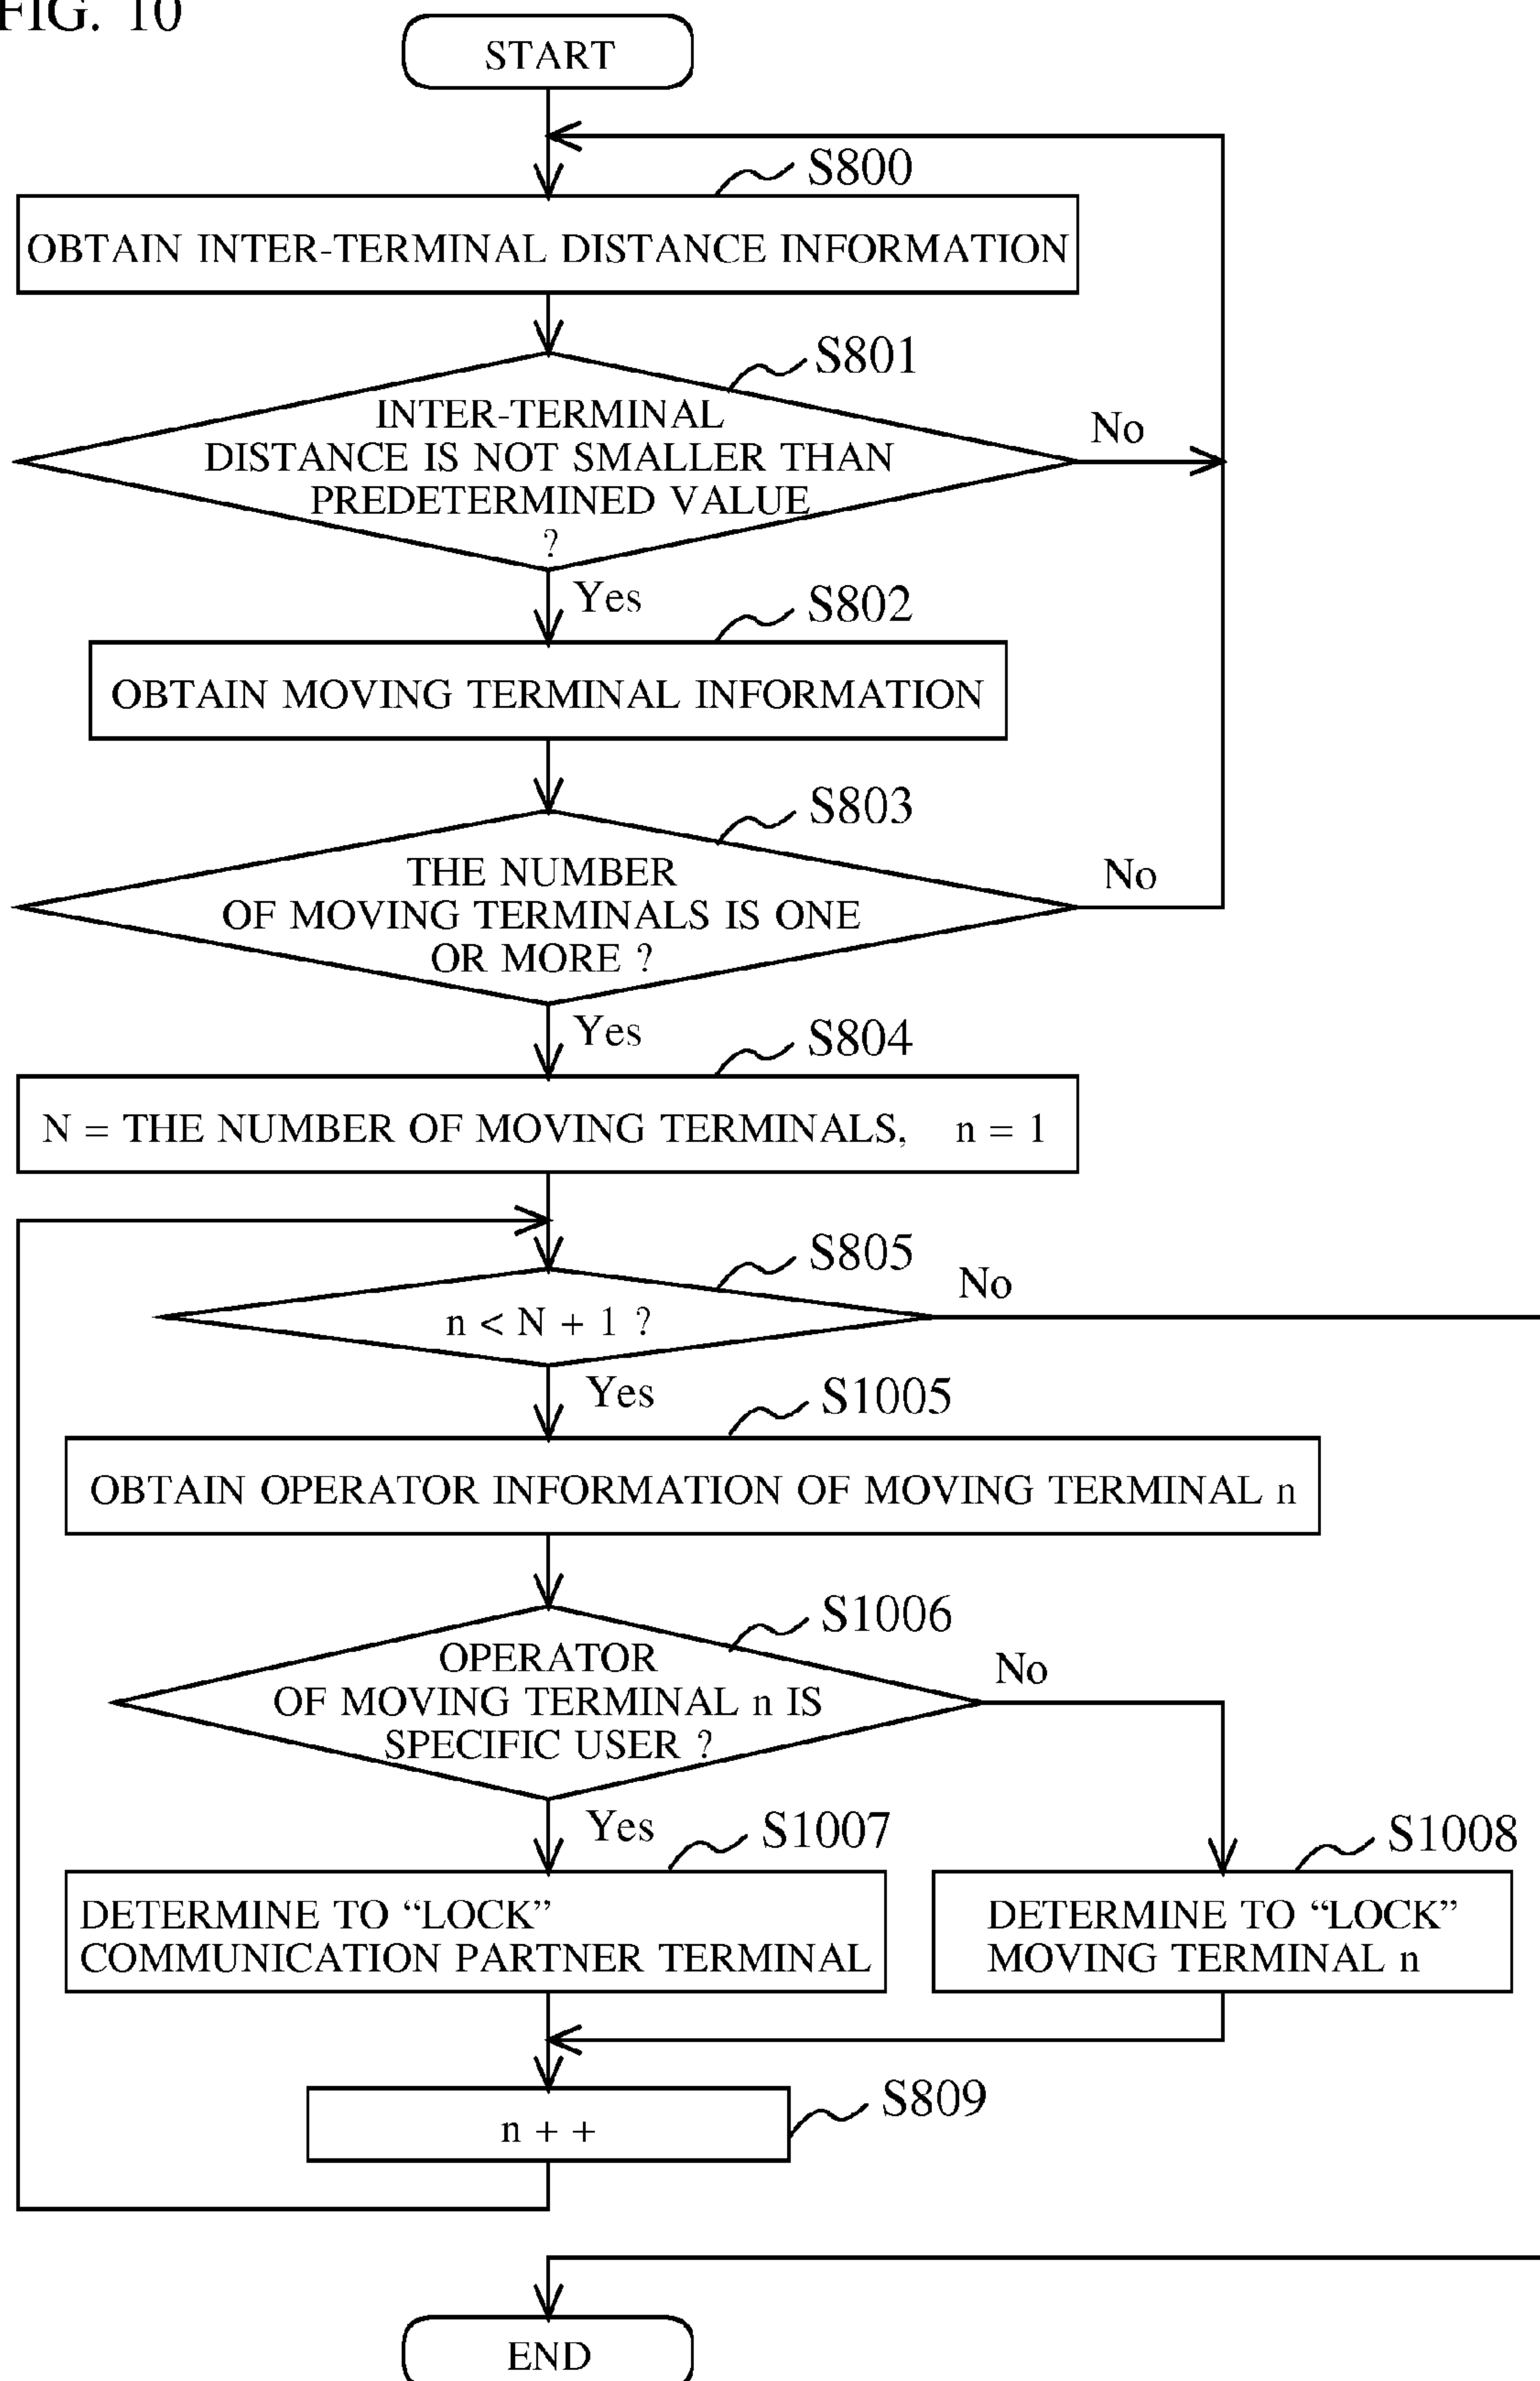 FIG. 10
START
S800
OBTAIN INTER-TERMINAL DISTANCE INFORMATION
S801
INTER-TERMINAL
DISTANCE IS NOT SMALLER THAN
PREDETERMINED VALUE
?
No
Yes
S802
OBTAIN MOVING TERMINAL INFORMATION
S803
THE NUMBER
OF MOVING TERMINALS IS ONE
OR MORE ?
No
Yes
S804
N = THE NUMBER OF MOVING TERMINALS, n = 1
S805
n < N + 1 ?
No
Yes
S1005
OBTAIN OPERATOR INFORMATION OF MOVING TERMINAL n
S1006
OPERATOR
OF MOVING TERMINAL n IS
SPECIFIC USER ?
No
Yes
S1007
DETERMINE TO “LOCK”
COMMUNICATION PARTNER TERMINAL
S1008
DETERMINE TO “LOCK”
MOVING TERMINAL n
S809
n + +
END